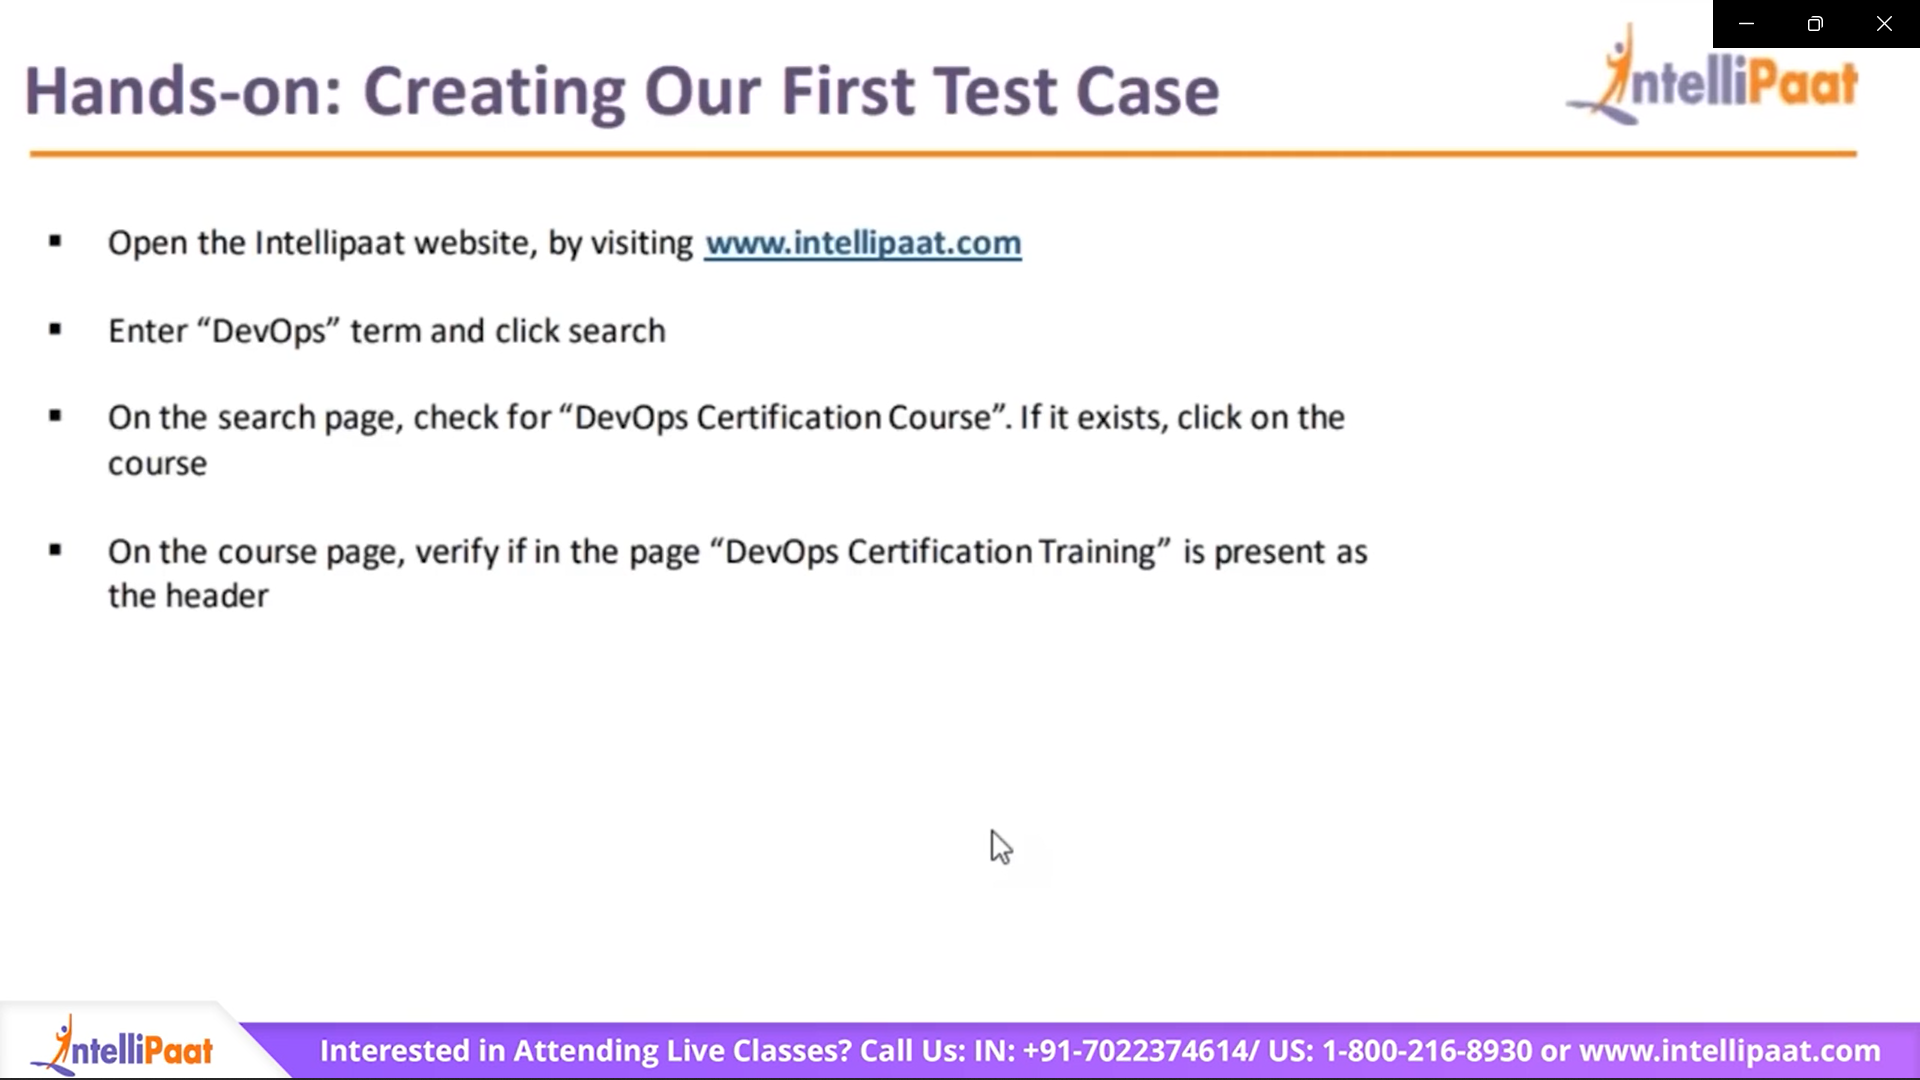 Hands-on: Creating Our First Test Case
IntelliPaat
▪ Open the Intellipaat website, by visiting www.intellipaat.com
▪ Enter “DevOps” term and click search
▪ On the search page, check for “DevOps Certification Course”. If it exists, click on the
course
▪ On the course page, verify if in the page “DevOps Certification Training” is present as
the header
IntelliPaat
Interested in Attending Live Classes? Call Us: IN: +91-7022374614/ US: 1-800-216-8930 or www.intellipaat.com